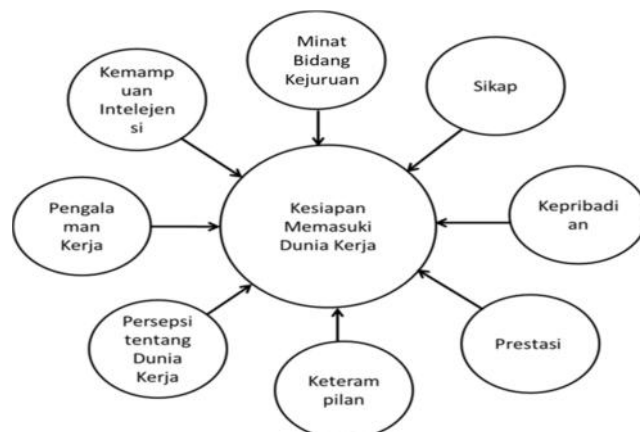 Minat
Bidang
Kejuruan
Kemamp
uan
Intelejen
si
Sikap
Pengala
man
Kerja
Kesiapan
Memasuki
Dunia Kerja
Kepribadi
an
Persepsi
tentang
Dunia
Kerja
Prestasi
Keteram
pilan